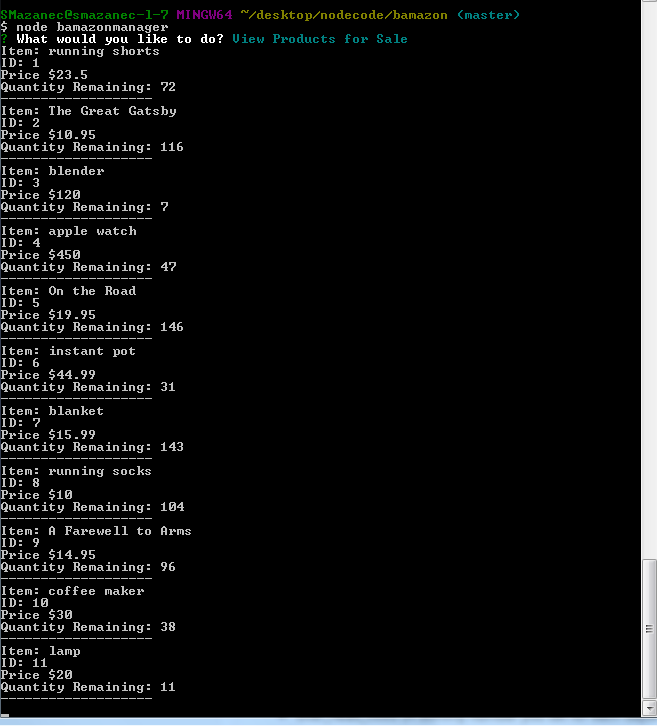 SMazanec@smazanec-l-7 MINGW64 ~/desktop/nodecode/bamazon (master)
$ node bamazonmanager
? What would you like to do? View Products for Sale
Item: running shorts
ID: 1
Price $23.5
Quantity Remaining: 72
-------------------
Item: The Great Gatsby
ID: 2
Price $10.95
Quantity Remaining: 116
-------------------
Item: blender
ID: 3
Price $120
Quantity Remaining: 7
-------------------
Item: apple watch
ID: 4
Price $450
Quantity Remaining: 47
-------------------
Item: On the Road
ID: 5
Price $19.95
Quantity Remaining: 146
-------------------
Item: instant pot
ID: 6
Price $44.99
Quantity Remaining: 31
-------------------
Item: blanket
ID: 7
Price $15.99
Quantity Remaining: 143
-------------------
Item: running socks
ID: 8
Price $10
Quantity Remaining: 104
-------------------
Item: A Farewell to Arms
ID: 9
Price $14.95
Quantity Remaining: 96
-------------------
Item: coffee maker
ID: 10
Price $30
Quantity Remaining: 38
-------------------
Item: lamp
ID: 11
Price $20
Quantity Remaining: 11
-------------------